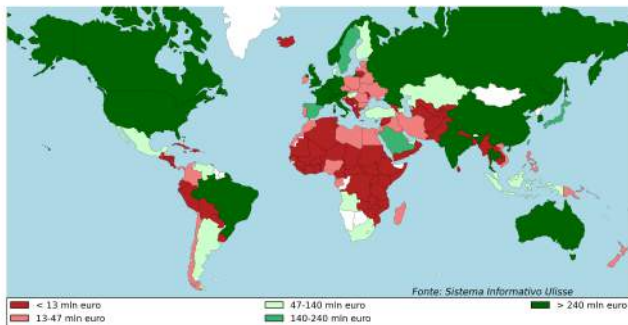 Fonte: Sistema Informativo Ulisse
< 13 mln euro
47-140 mln euro
> 240 mln euro
13-47 mln euro
140-240 mln euro